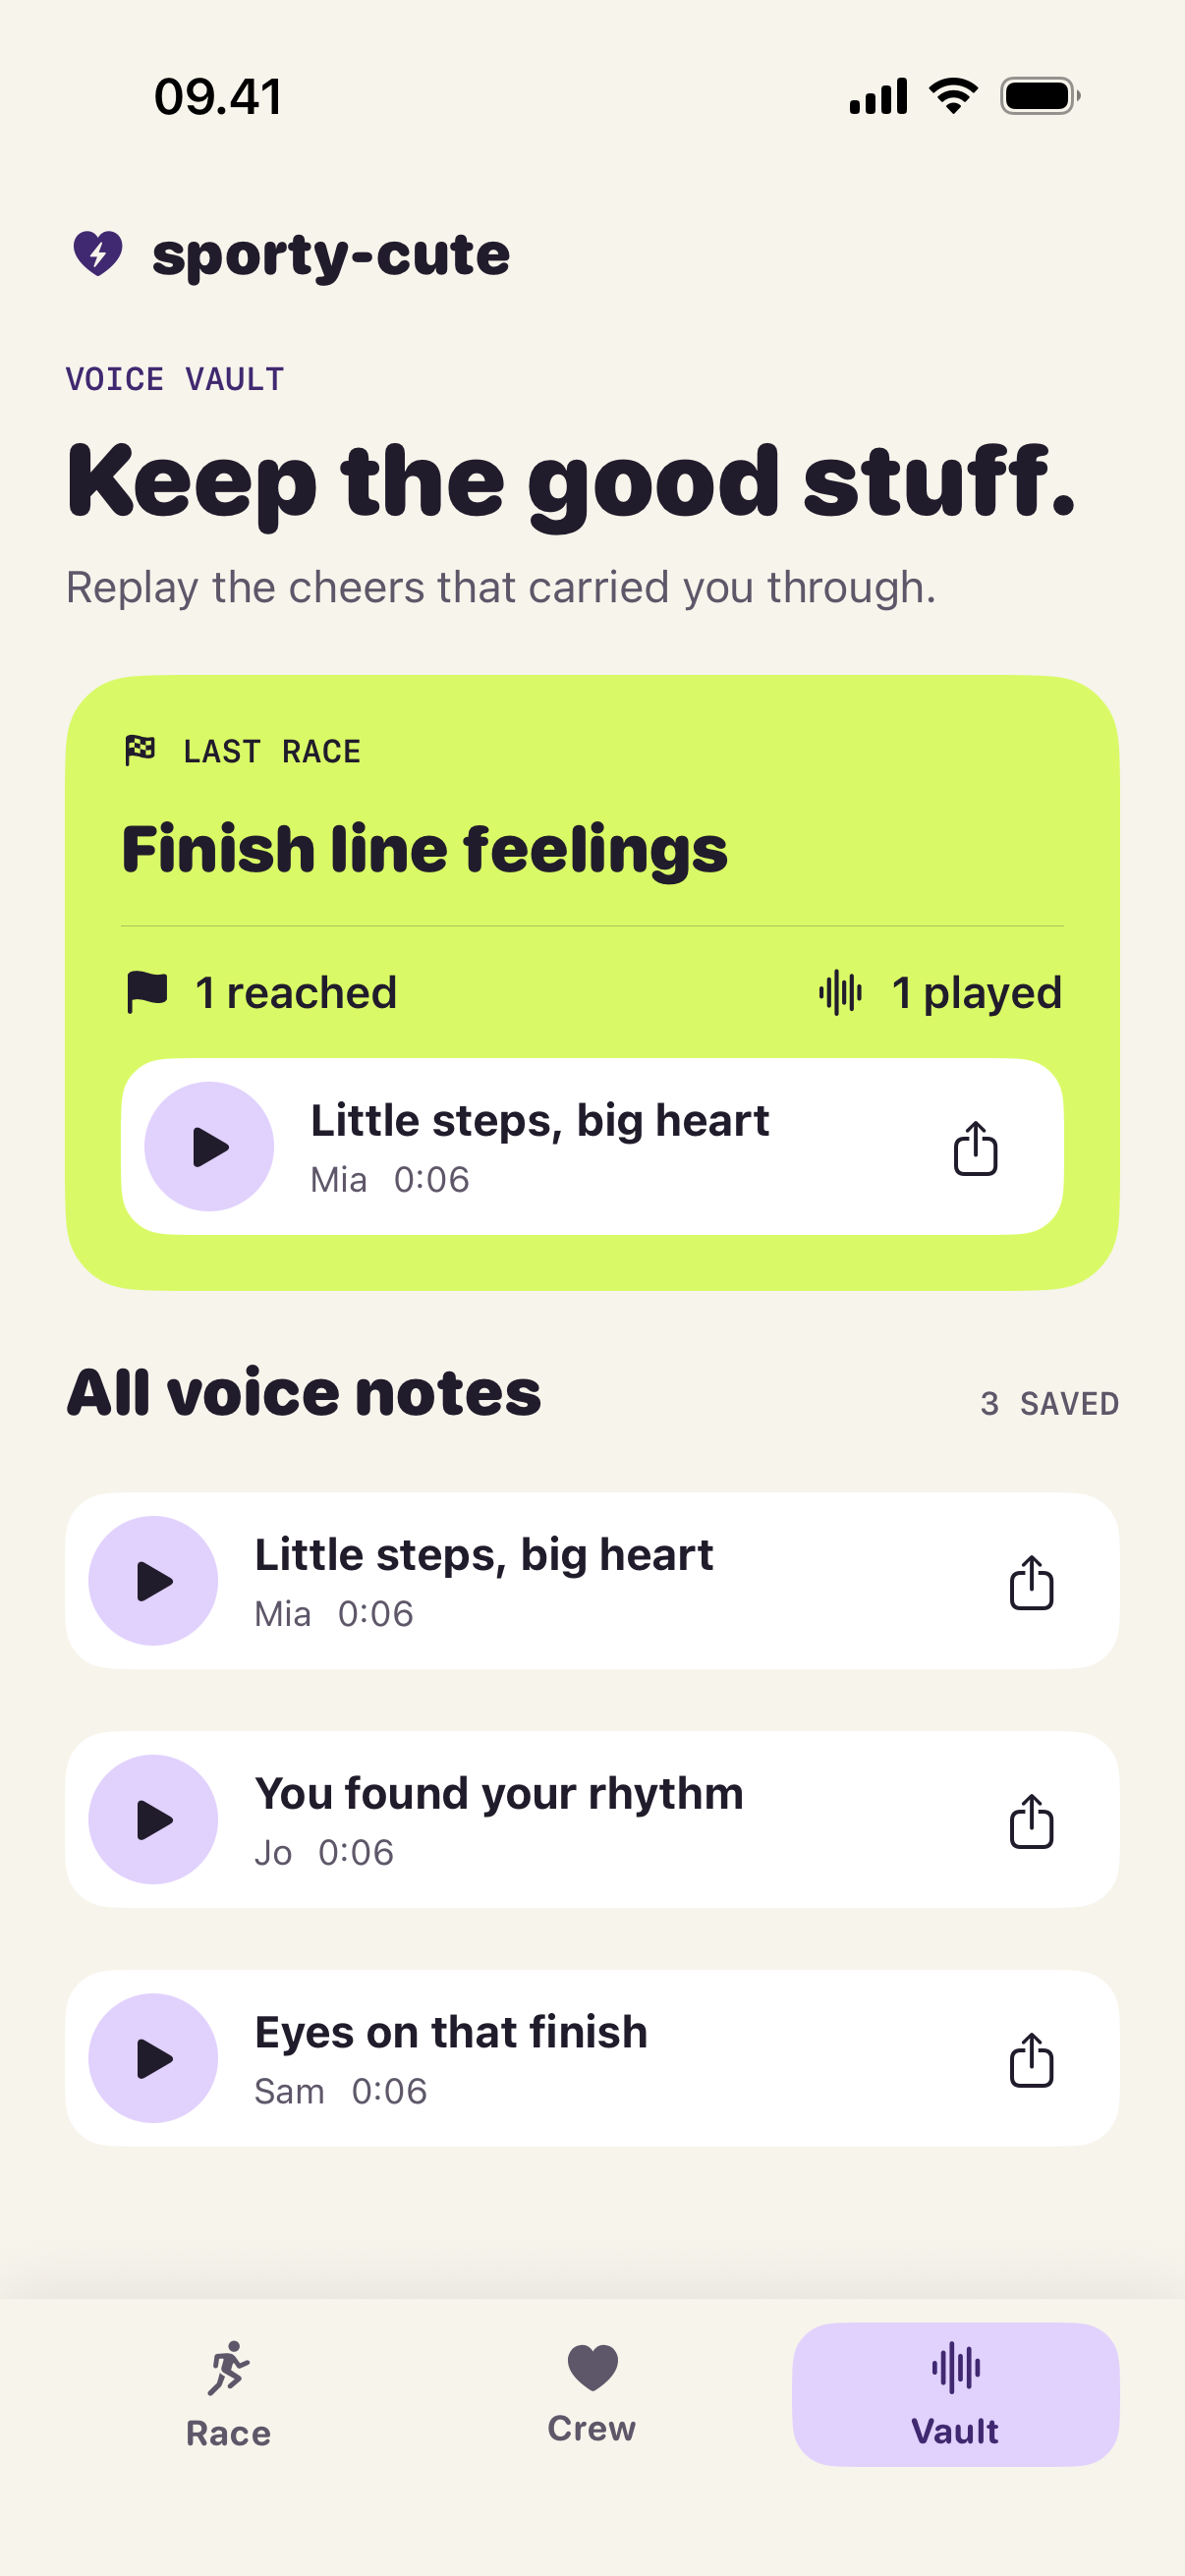 09.41
sporty-cute
VOICE VAULT
Keep the good stuff.
Replay the cheers that carried you through.
LAST RACE
Finish line feelings
1 reached
1 played
Little steps, big heart
Mia 0:06
All voice notes
3 SAVED
Little steps, big heart
Mia 0:06
You found your rhythm
Jo 0:06
Eyes on that finish
Sam 0:06
Race
Crew
Vault